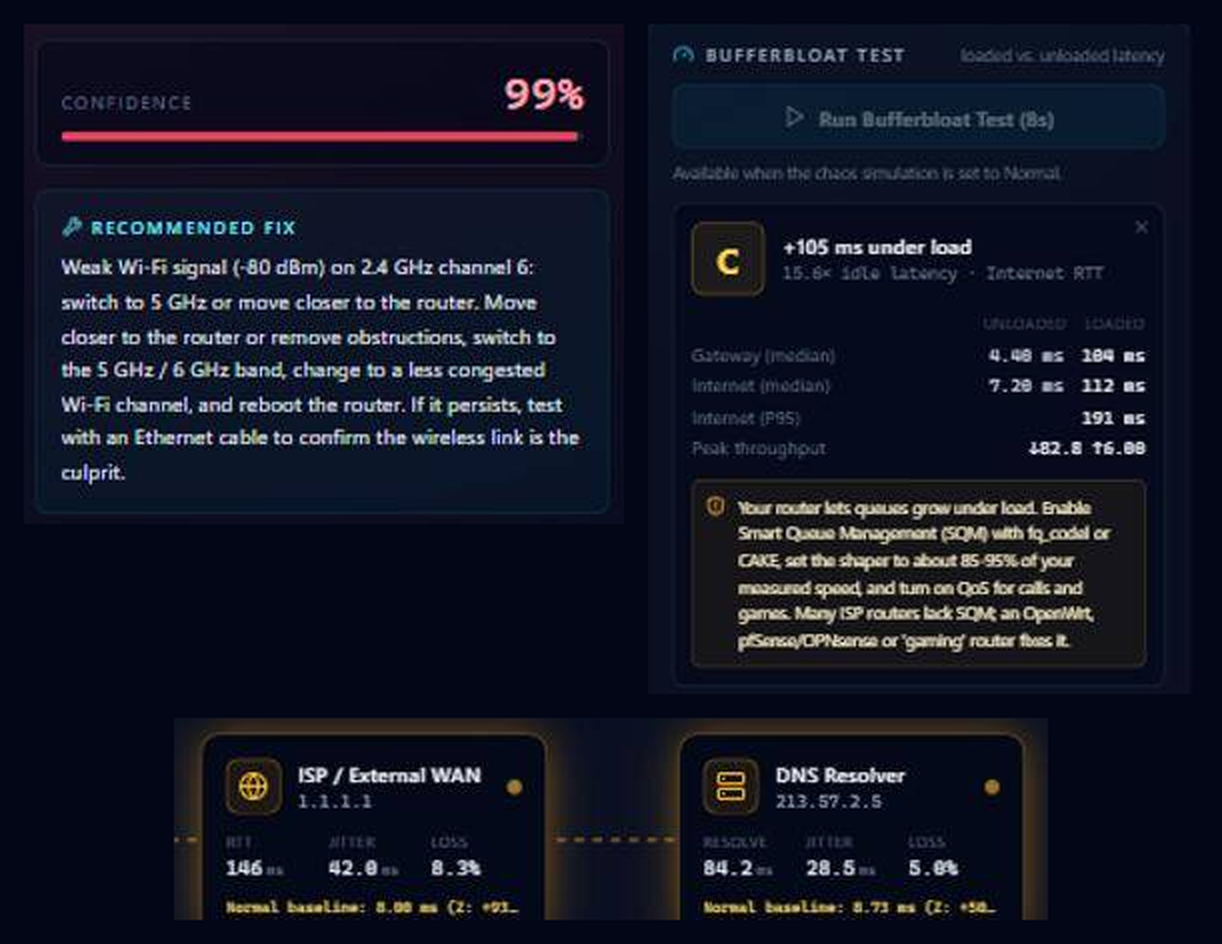 CONFIDENCE 99%
RECOMMENDED FIX
Weak Wi-Fi signal (-80 dBm) on 2.4 GHz channel 6:
switch to 5 GHz or move closer to the router. Move
closer to the router or remove obstructions, switch to
the 5 GHz / 6 GHz band, change to a less congested
Wi-Fi channel, and reboot the router. If it persists, test
with an Ethernet cable to confirm the wireless link is the
culprit.
BUFFERBLOAT TEST loaded vs. unloaded latency
Run Bufferbloat Test (8s)
Available when the chaos simulation is set to Normal.
C
+105 ms under load
15.6× idle latency · Internet RTT
UNLOADED LOADED
Gateway (median) 4.40 ms 104 ms
Internet (median) 7.20 ms 112 ms
Internet (P95) 191 ms
Peak throughput ↓82.8 ↑6.00
Your router lets queues grow under load. Enable
Smart Queue Management (SQM) with fq_codel or
CAKE, set the shaper to about 85-95% of your
measured speed, and turn on QoS for calls and
games. Many ISP routers lack SQM; an OpenWrt,
pfSense/OPNsense or 'gaming' router fixes it.
ISP / External WAN
1.1.1.1
RTT JITTER LOSS
146 ms 42.0 ms 8.3%
Normal baseline: 8.00 ms (Z: +93…
DNS Resolver
213.57.2.5
RESOLVE JITTER LOSS
84.2 ms 28.5 ms 5.0%
Normal baseline: 8.73 ms (Z: +50…